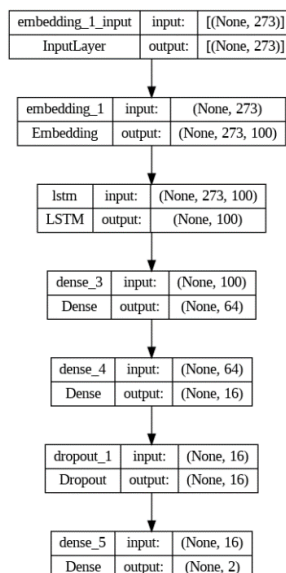 embedding_1_input input: [(None, 273)]
InputLayer output: [(None, 273)]
embedding_1 input: (None, 273)
Embedding output: (None, 273, 100)
lstm input: (None, 273, 100)
LSTM output: (None, 100)
dense_3 input: (None, 100)
Dense output: (None, 64)
dense_4 input: (None, 64)
Dense output: (None, 16)
dropout_1 input: (None, 16)
Dropout output: (None, 16)
dense_5 input: (None, 16)
Dense output: (None, 2)